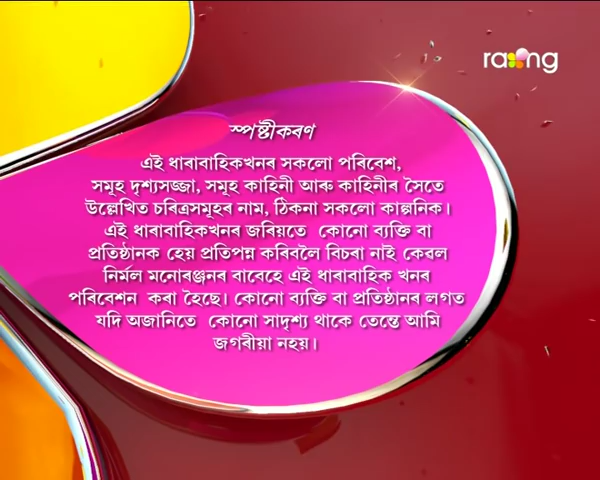 rang
স্পষ্টীকৰণ
এই ধাৰাবাহিকখনৰ সকলো পৰিবেশ,
সমূহ দৃশ্যসজ্জা, সমূহ কাহিনী আৰু কাহিনীৰ সৈতে
উল্লেখিত চৰিত্ৰসমূহৰ নাম, ঠিকনা সকলো কাল্পনিক।
এই ধাৰাবাহিকখনৰ জৰিয়তে কোনো ব্যক্তি বা
প্ৰতিষ্ঠানক হেয় প্ৰতিপন্ন কৰিবলৈ বিচৰা নাই কেৱল
নিৰ্মল মনোৰঞ্জনৰ বাবেহে এই ধাৰাবাহিক খনৰ
পৰিবেশন কৰা হৈছে। কোনো ব্যক্তি বা প্ৰতিষ্ঠানৰ লগত
যদি অজানিতে কোনো সাদৃশ্য থাকে তেন্তে আমি
জগৰীয়া নহয়।